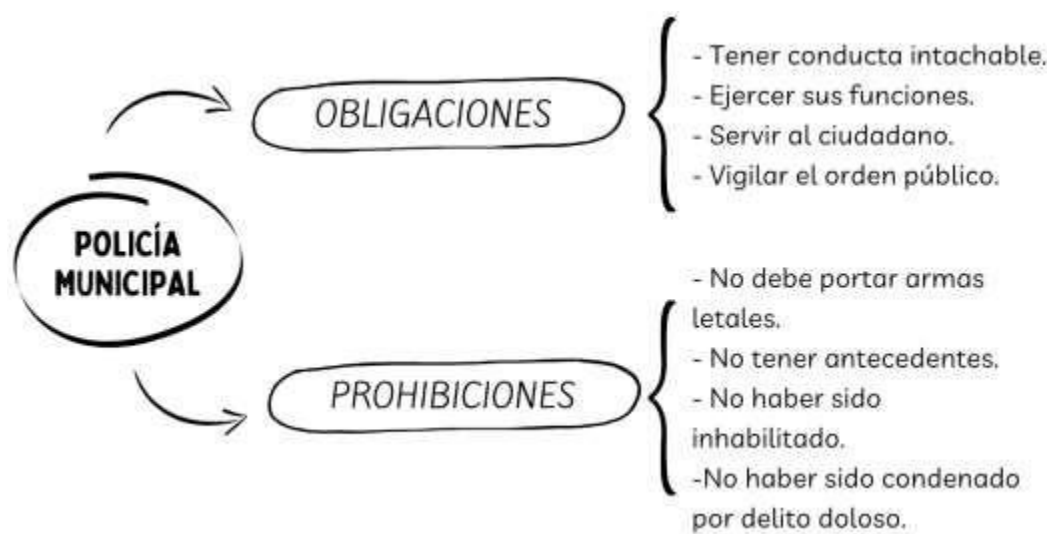 POLICÍA
MUNICIPAL
OBLIGACIONES
- Tener conducta intachable.
- Ejercer sus funciones.
- Servir al ciudadano.
- Vigilar el orden público.
PROHIBICIONES
- No debe portar armas
letales.
- No tener antecedentes.
- No haber sido
inhabilitado.
-No haber sido condenado
por delito doloso.